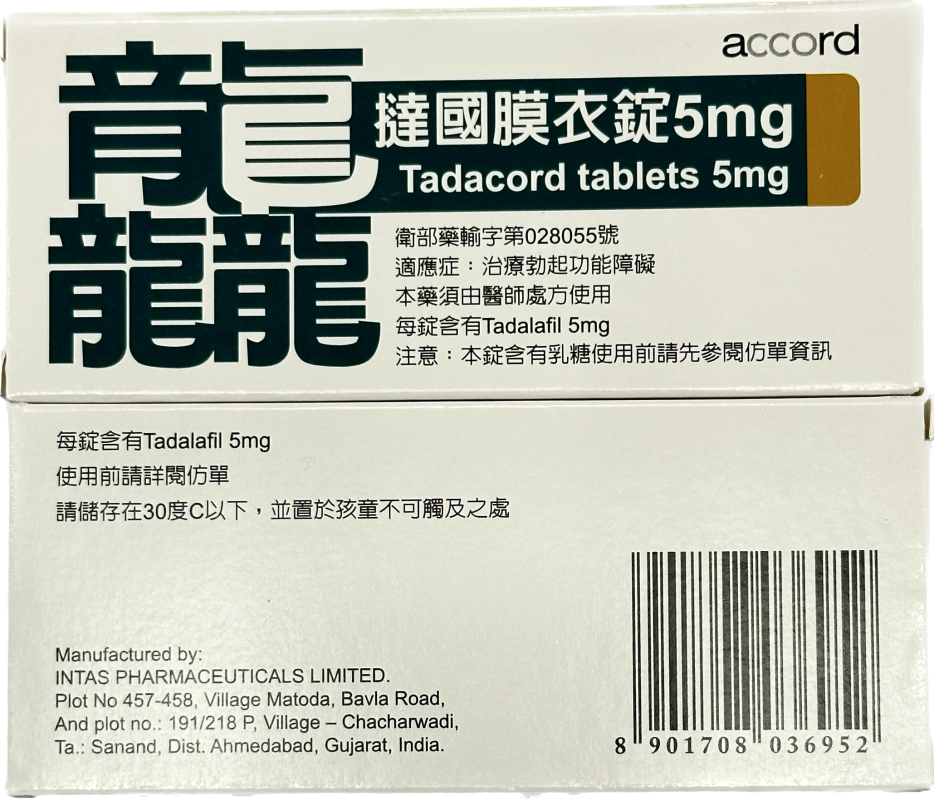 accord
龘
撻國膜衣錠5mg
Tadacord tablets 5mg
衛部藥輸字第028055號
適應症：治療勃起功能障礙
本藥須由醫師處方使用
每錠含有Tadalafil 5mg
注意：本錠含有乳糖使用前請先參閱仿單資訊
每錠含有Tadalafil 5mg
使用前請詳閱仿單
請儲存在30度C以下，並置於孩童不可觸及之處
Manufactured by:
INTAS PHARMACEUTICALS LIMITED.
Plot No 457-458, Village Matoda, Bavla Road,
And plot no.: 191/218 P, Village – Chacharwadi,
Ta.: Sanand, Dist. Ahmedabad, Gujarat, India.
8 901708 036952